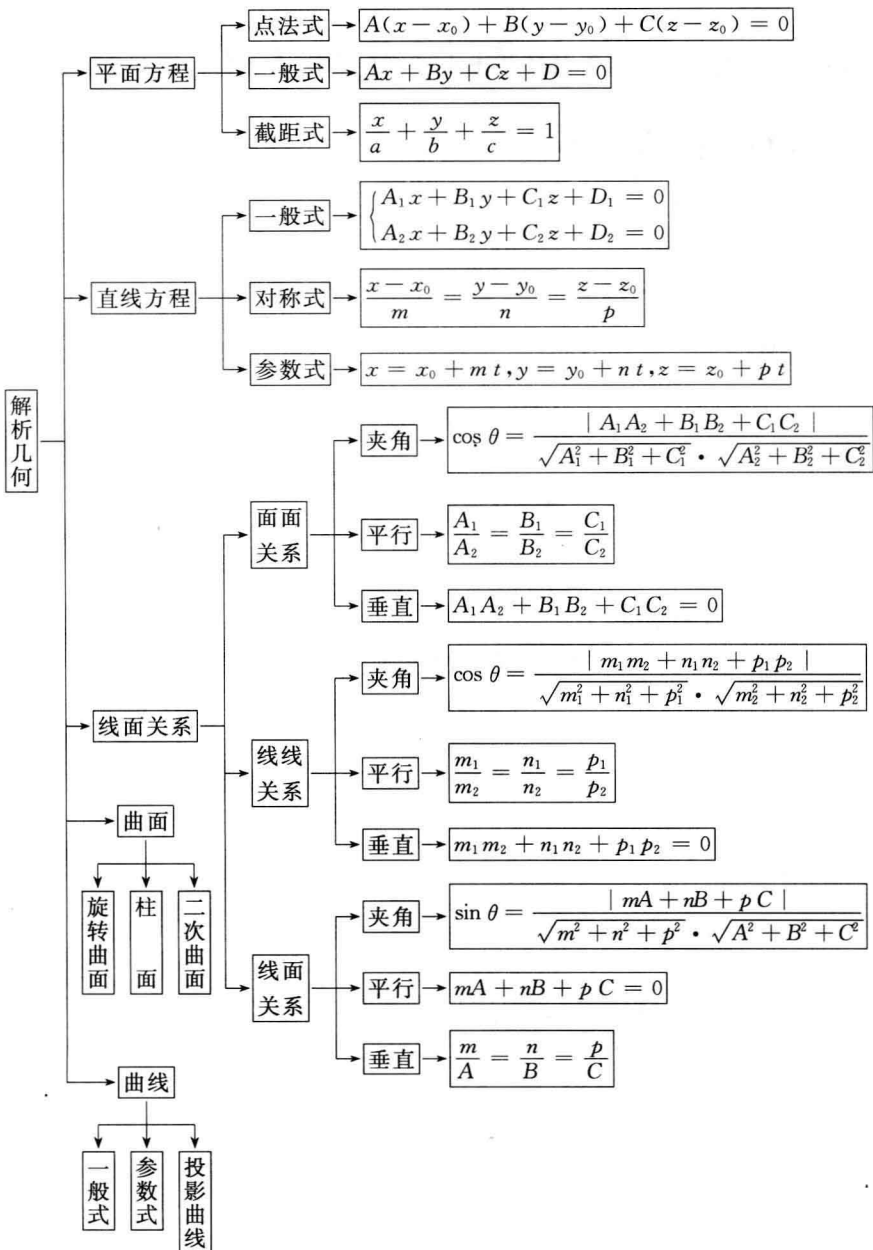 解析几何
平面方程
点法式
A(x − x₀) + B(y − y₀) + C(z − z₀) = 0
一般式
Ax + By + Cz + D = 0
截距式
x/a + y/b + z/c = 1
直线方程
一般式
A₁x + B₁y + C₁z + D₁ = 0
A₂x + B₂y + C₂z + D₂ = 0
对称式
(x − x₀)/m = (y − y₀)/n = (z − z₀)/p
参数式
x = x₀ + mt, y = y₀ + nt, z = z₀ + pt
线面关系
面面
关系
夹角
cos θ = | A₁A₂ + B₁B₂ + C₁C₂ | / (√(A₁² + B₁² + C₁²) · √(A₂² + B₂² + C₂²))
平行
A₁/A₂ = B₁/B₂ = C₁/C₂
垂直
A₁A₂ + B₁B₂ + C₁C₂ = 0
线线
关系
夹角
cos θ = | m₁m₂ + n₁n₂ + p₁p₂ | / (√(m₁² + n₁² + p₁²) · √(m₂² + n₂² + p₂²))
平行
m₁/m₂ = n₁/n₂ = p₁/p₂
垂直
m₁m₂ + n₁n₂ + p₁p₂ = 0
线面
关系
夹角
sin θ = | mA + nB + pC | / (√(m² + n² + p²) · √(A² + B² + C²))
平行
mA + nB + pC = 0
垂直
m/A = n/B = p/C
曲面
旋转曲面
柱面
二次曲面
曲线
一般式
参数式
投影曲线